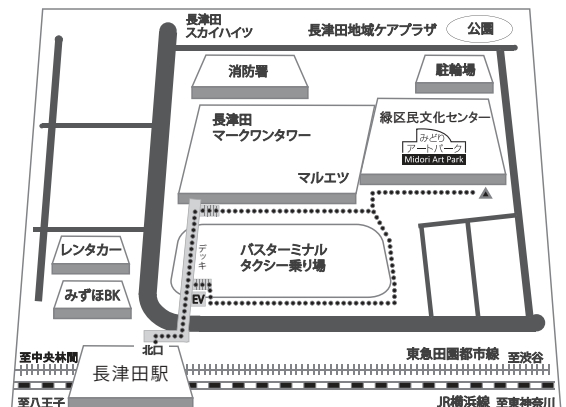 長津田
スカイハイツ
長津田地域ケアプラザ
公園
消防署
駐輪場
長津田
マークワンタワー
緑区民文化センター
みどり
アートパーク
Midori Art Park
マルエツ
デッキ
バスターミナル
タクシー乗り場
レンタカー
みずほBK
EV
北口
至中央林間
東急田園都市線 至渋谷
長津田駅
至八王子
JR横浜線 至東神奈川